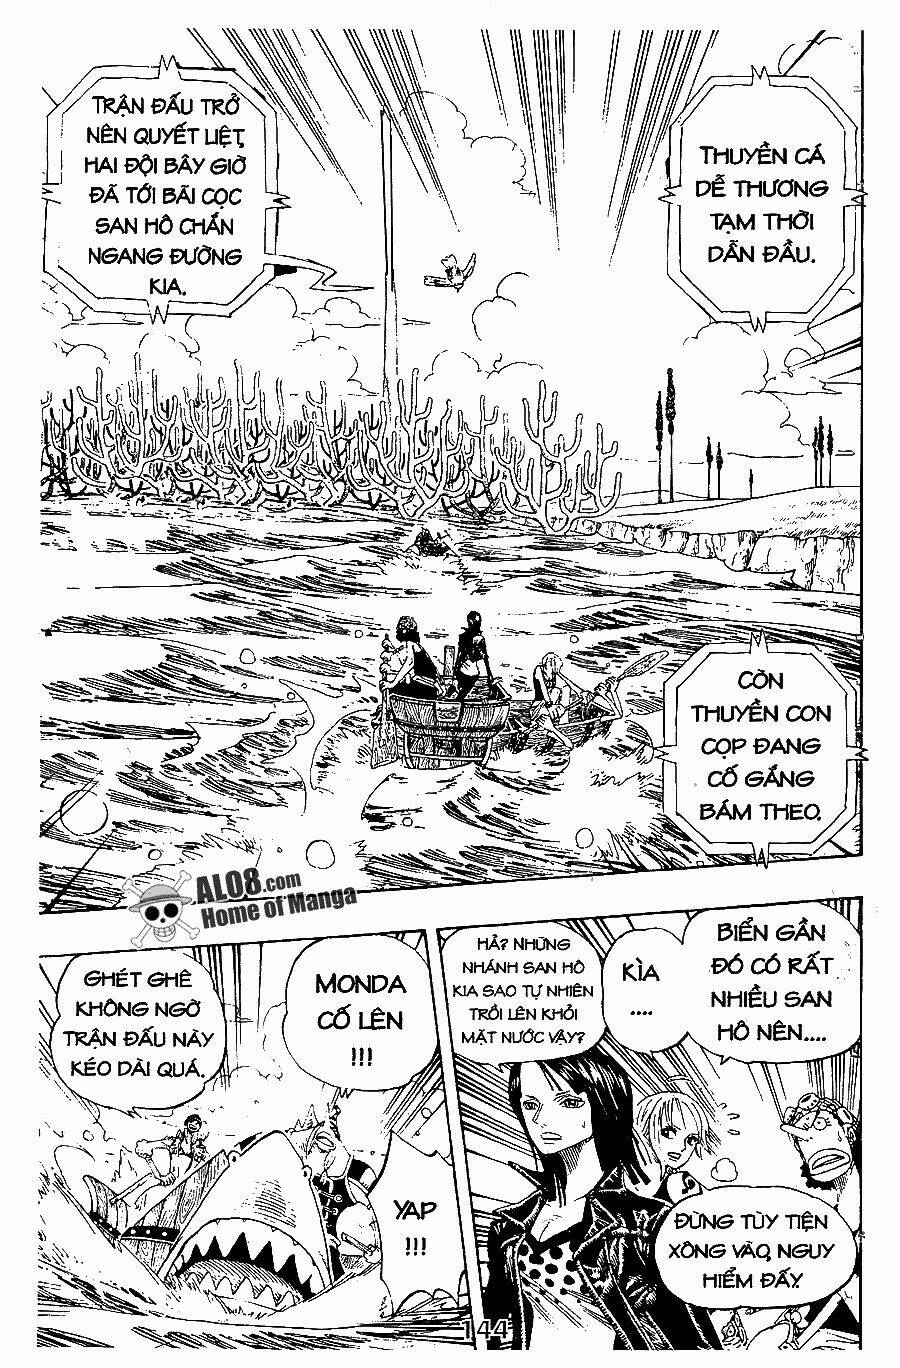 TRẬN ĐẤU TRỞ
NÊN QUYẾT LIỆT,
HAI ĐỘI BÂY GIỜ
ĐÃ TỚI BÃI CỌC
SAN HÔ CHẮN
NGANG ĐƯỜNG
KIA.
THUYỀN CÁ
DỄ THƯƠNG
TẠM THỜI
DẪN ĐẦU.
CÒN
THUYỀN CON
CỌP ĐANG
CỐ GẮNG
BÁM THEO.
ALO8.com
Home of Manga
GHÉT GHÊ
KHÔNG NGỜ
TRẬN ĐẤU NÀY
KÉO DÀI QUÁ.
MONDA
CỐ LÊN
!!!
YAP
!!!
HẢ? NHỮNG
NHÁNH SAN HÔ
KIA SAO TỰ NHIÊN
TRỒI LÊN KHỎI
MẶT NƯỚC VẬY?
KÌA
....
BIỂN GẦN
ĐÓ CÓ RẤT
NHIỀU SAN
HÔ NÊN....
ĐỪNG TÙY TIỆN
XÔNG VÀO, NGUY
HIỂM ĐẤY.
144